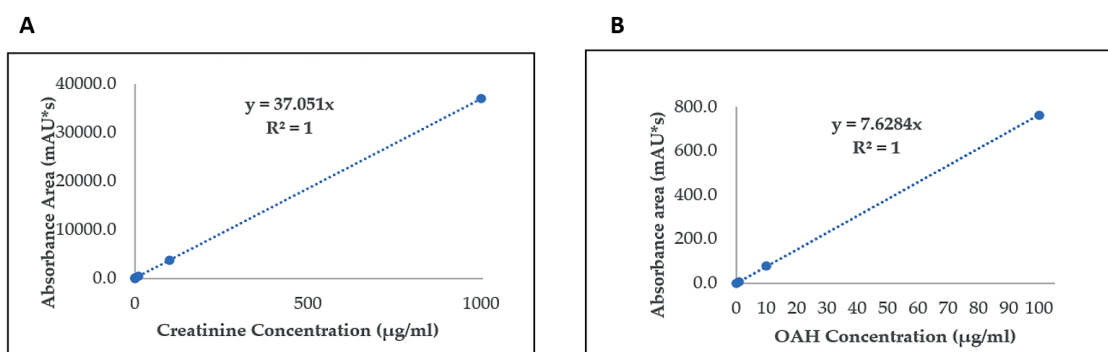 A
Absorbance Area (mAU*s)
40000.0
30000.0
20000.0
10000.0
0.0
y = 37.051x
R² = 1
0 500 1000
Creatinine Concentration (µg/ml)
B
Absorbance area (mAU*s)
800.0
600.0
400.0
200.0
0.0
y = 7.6284x
R² = 1
0 10 20 30 40 50 60 70 80 90 100
OAH Concentration (µg/ml)